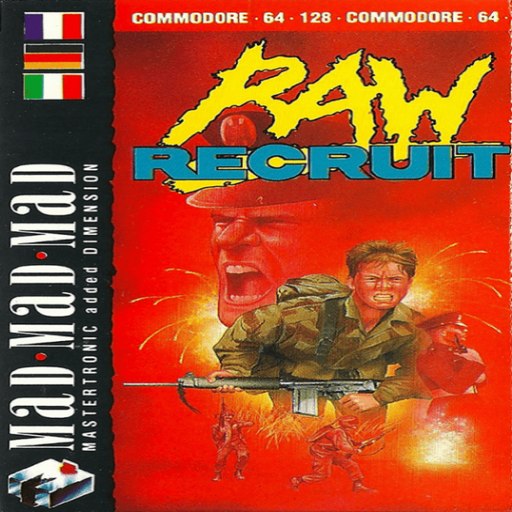 COMMODORE · 64 · 128 · COMMODORE · 64 ·
RAW
RECRUIT
MaD·MaD·MaD
MASTERTRONIC added DIMENSION